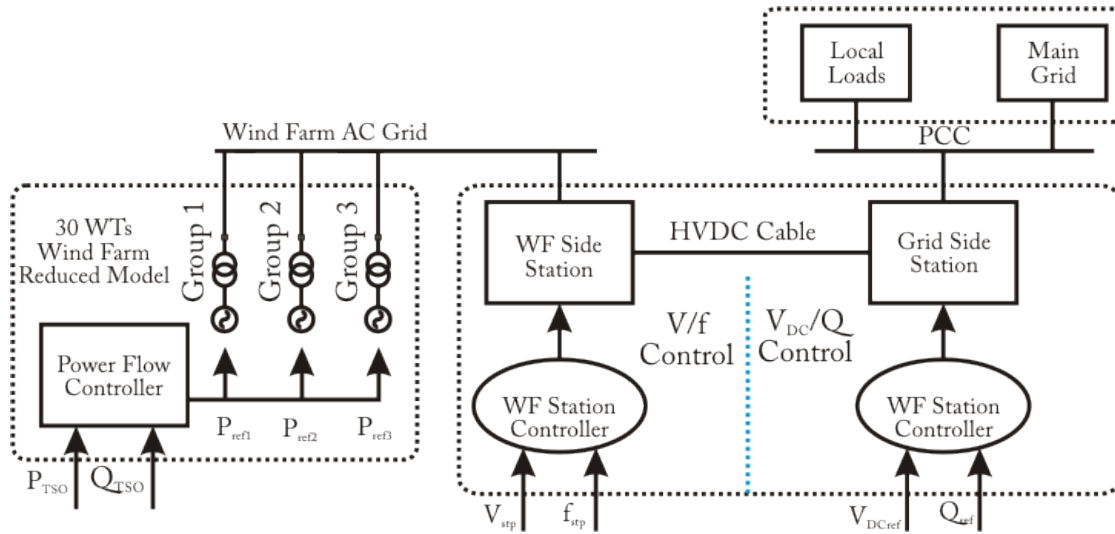 Local
Loads
Main
Grid
PCC
Wind Farm AC Grid
30 WTs
Wind Farm
Reduced Model
Group 1
Group 2
Group 3
WF Side
Station
HVDC Cable
Grid Side
Station
Power Flow
Controller
V/f
Control
VDC/Q
Control
WF Station
Controller
WF Station
Controller
Pref1
Pref2
Pref3
PTSO
QTSO
Vstp
fstp
VDCref
Qref